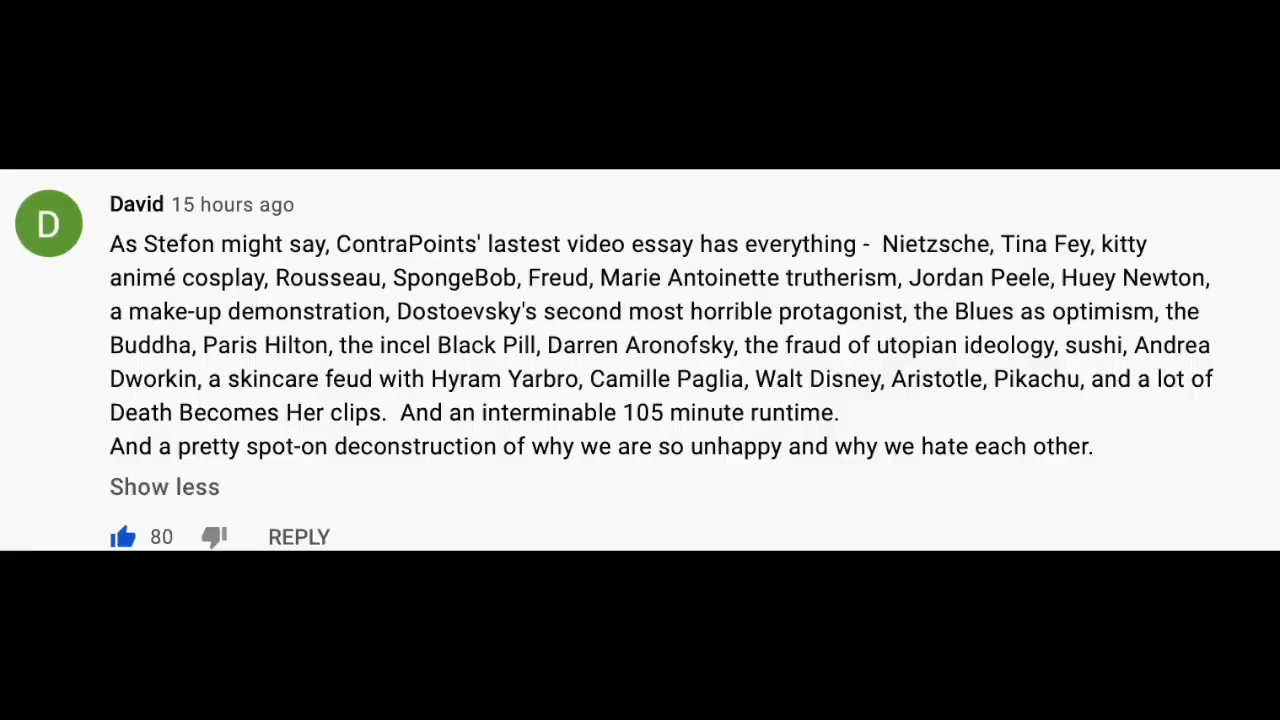 D
David 15 hours ago
As Stefon might say, ContraPoints' lastest video essay has everything -  Nietzsche, Tina Fey, kitty
animé cosplay, Rousseau, SpongeBob, Freud, Marie Antoinette trutherism, Jordan Peele, Huey Newton,
a make-up demonstration, Dostoevsky's second most horrible protagonist, the Blues as optimism, the
Buddha, Paris Hilton, the incel Black Pill, Darren Aronofsky, the fraud of utopian ideology, sushi, Andrea
Dworkin, a skincare feud with Hyram Yarbro, Camille Paglia, Walt Disney, Aristotle, Pikachu, and a lot of
Death Becomes Her clips.  And an interminable 105 minute runtime.
And a pretty spot-on deconstruction of why we are so unhappy and why we hate each other.
Show less
80 REPLY